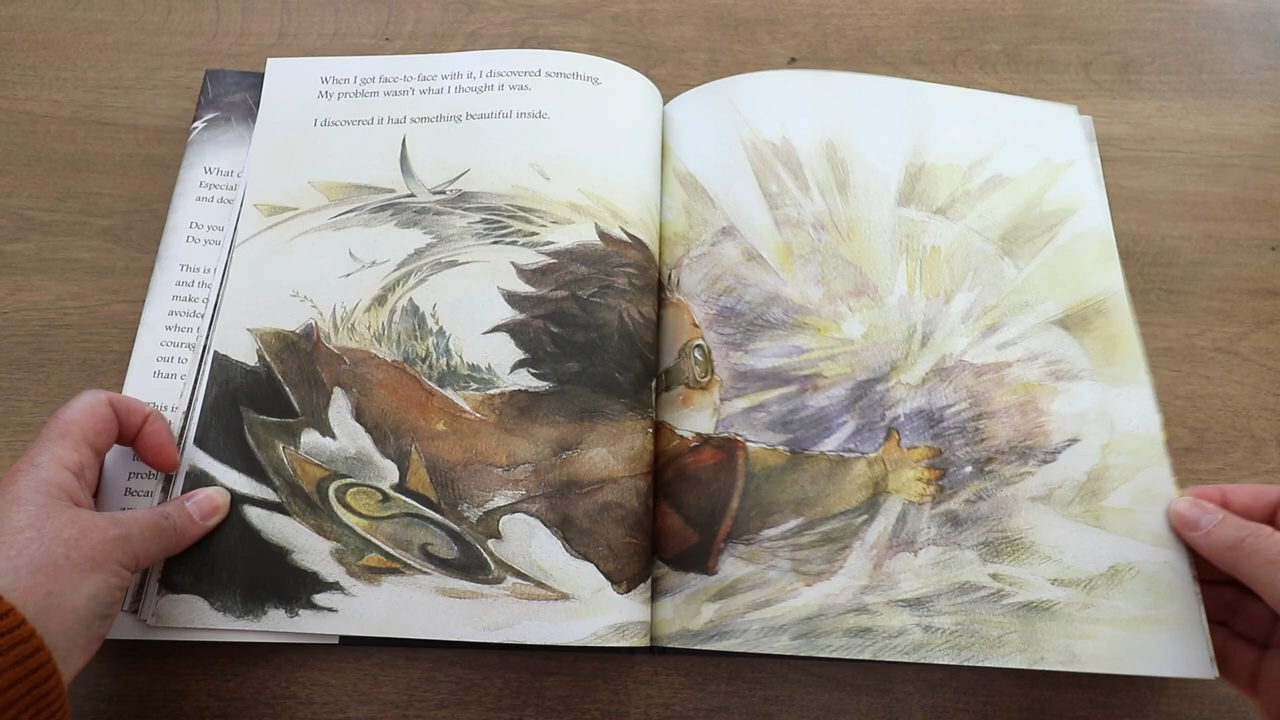 When I got face-to-face with it, I discovered something.
My problem wasn't what I thought it was.
I discovered it had something beautiful inside.
What
Especial
and doe
Do you
Do you
This is
and the
make
avoide
when
courag
out to
than
This is
probl
Becau